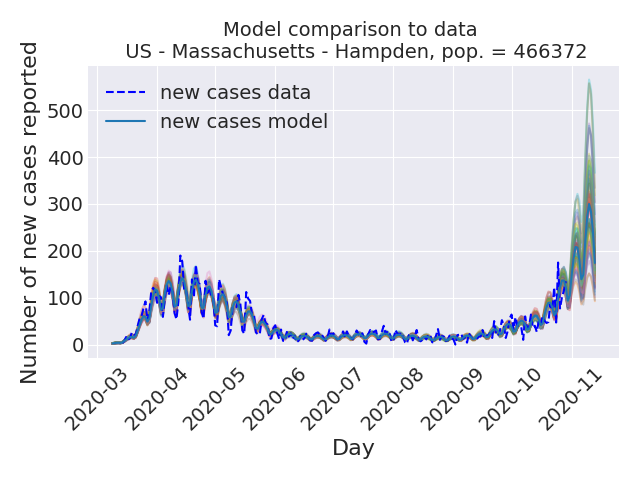 Model comparison to data
US - Massachusetts - Hampden, pop. = 466372
Number of new cases reported
500
400
300
200
100
0
new cases data
new cases model
2020-03
2020-04
2020-05
2020-06
2020-07
2020-08
2020-09
2020-10
2020-11
Day